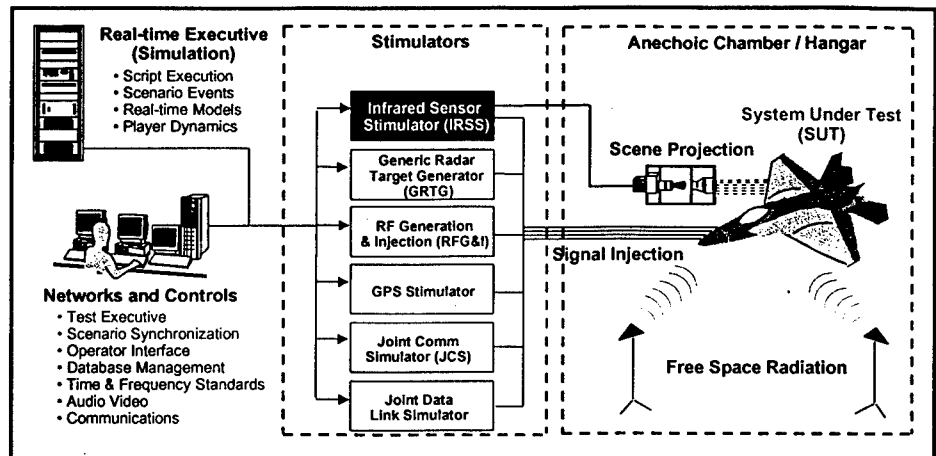 Real-time Executive
(Simulation)
• Script Execution
• Scenario Events
• Real-time Models
• Player Dynamics
Networks and Controls
• Test Executive
• Scenario Synchronization
• Operator Interface
• Database Management
• Time & Frequency Standards
• Audio Video
• Communications
Stimulators
Infrared Sensor
Stimulator (IRSS)
Generic Radar
Target Generator
(GRTG)
RF Generation
& Injection (RFG&I)
GPS Stimulator
Joint Comm
Simulator (JCS)
Joint Data
Link Simulator
Anechoic Chamber / Hangar
System Under Test
(SUT)
Scene Projection
Signal Injection
Free Space Radiation